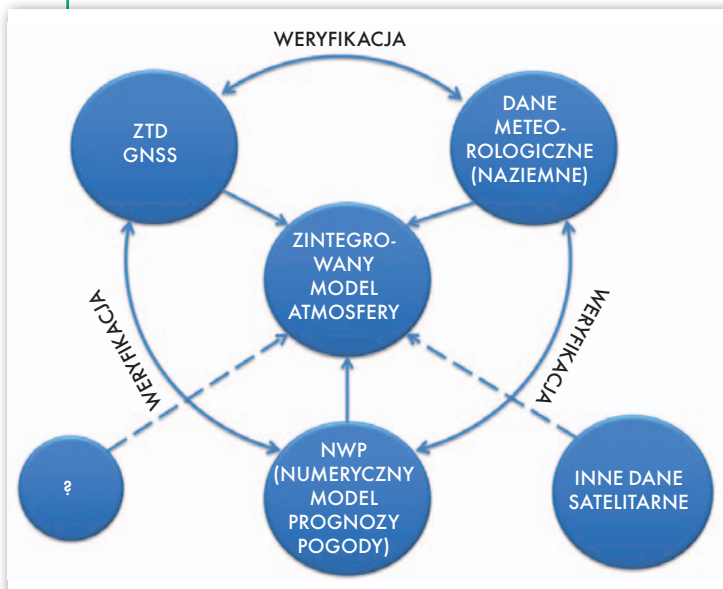 WERYFIKACJA
ZTD
GNSS
DANE
METEO-
ROLOGICZNE
(NAZIEMNE)
ZINTEGRO-
WANY
MODEL
ATMOSFERY
WERYFIKACJA
WERYFIKACJA
?
NWP
(NUMERYCZNY
MODEL
PROGNOZY
POGODY)
INNE DANE
SATELITARNE